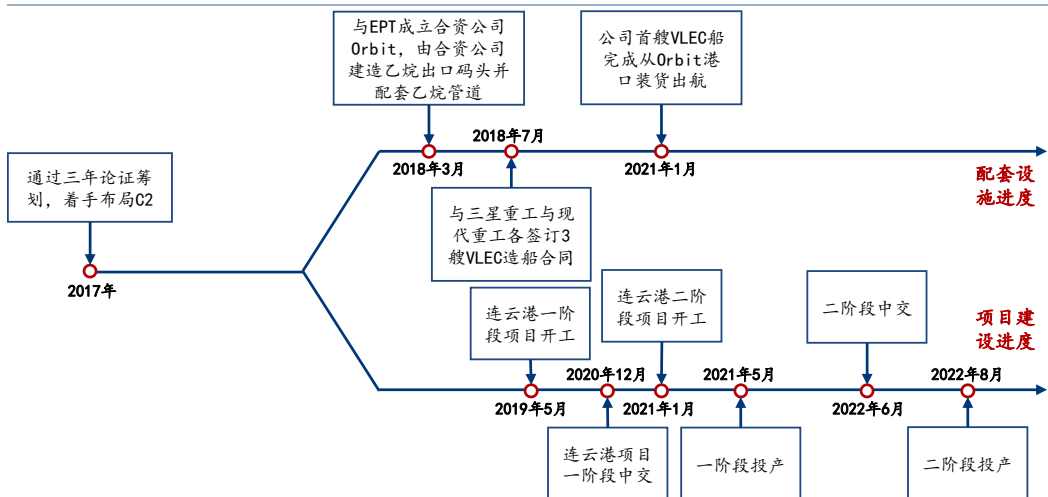 与EPT成立合资公司
Orbit，由合资公司
建造乙烷出口码头并
配套乙烷管道
公司首艘VLEC船
完成从Orbit港
口装货出航
2018年7月
2018年3月
2021年1月
通过三年论证筹
划，着手布局C2
配套设
施进度
与三星重工与现
代重工各签订3
艘VLEC造船合同
2017年
连云港一阶
段项目开工
连云港二阶
段项目开工
二阶段中交
项目建
设进度
2020年12月
2021年5月
2022年8月
2019年5月
2021年1月
2022年6月
连云港项目
一阶段中交
一阶段投产
二阶段投产